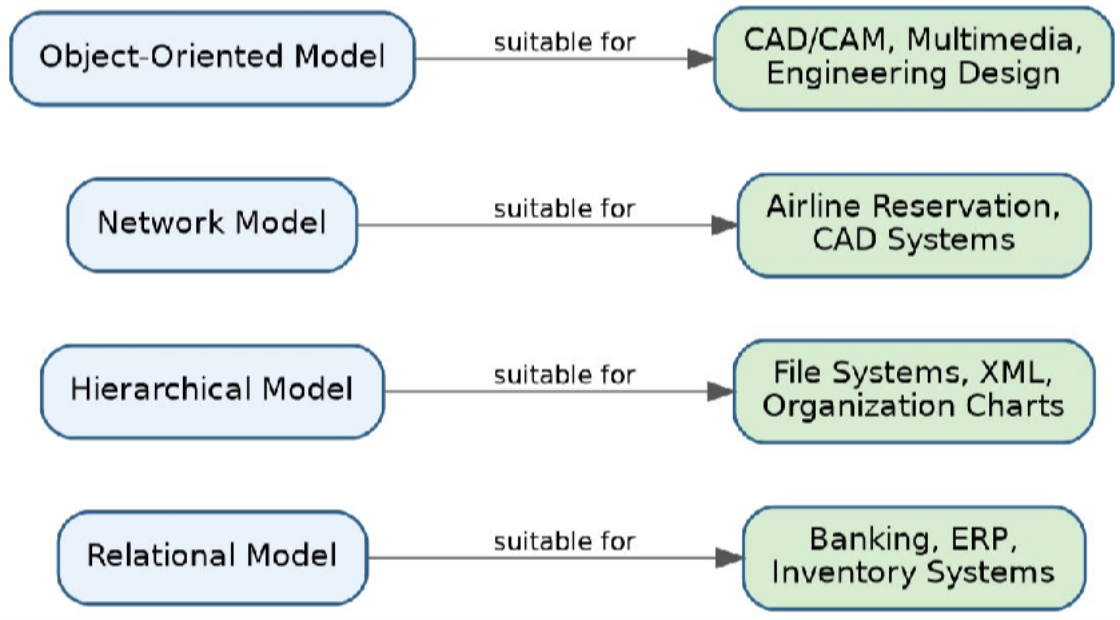 Object-Oriented Model
suitable for
CAD/CAM, Multimedia,
Engineering Design
Network Model
suitable for
Airline Reservation,
CAD Systems
Hierarchical Model
suitable for
File Systems, XML,
Organization Charts
Relational Model
suitable for
Banking, ERP,
Inventory Systems